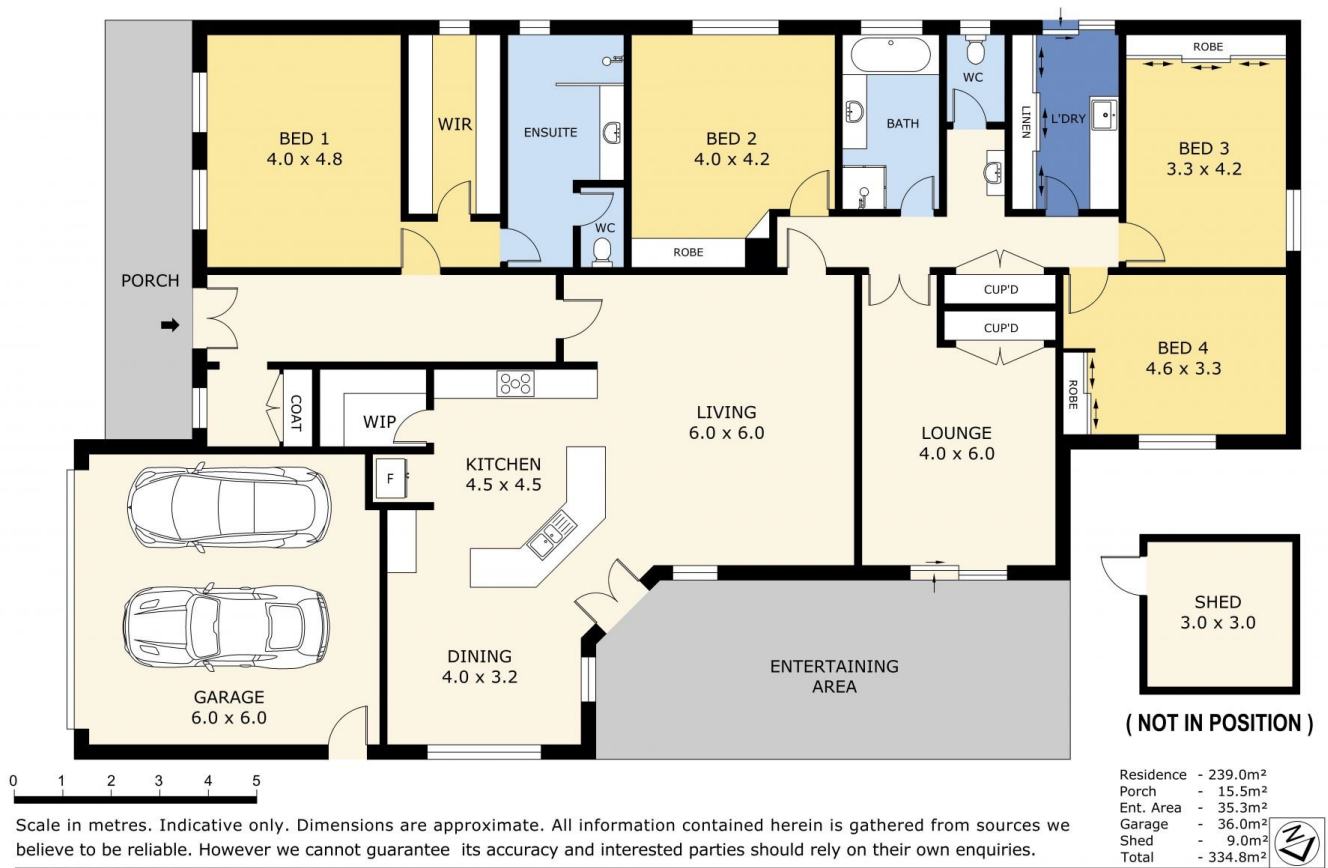 BED 1
4.0 x 4.8
WIR
ENSUITE
WC
BED 2
4.0 x 4.2
ROBE
BATH
WC
LINEN
L'DRY
ROBE
BED 3
3.3 x 4.2
PORCH
CUP'D
CUP'D
BED 4
4.6 x 3.3
ROBE
COAT
WIP
LIVING
6.0 x 6.0
LOUNGE
4.0 x 6.0
F
KITCHEN
4.5 x 4.5
GARAGE
6.0 x 6.0
DINING
4.0 x 3.2
ENTERTAINING
AREA
SHED
3.0 x 3.0
( NOT IN POSITION )
0 1 2 3 4 5
Scale in metres. Indicative only. Dimensions are approximate. All information contained herein is gathered from sources we
believe to be reliable. However we cannot guarantee its accuracy and interested parties should rely on their own enquiries.
Residence - 239.0m²
Porch - 15.5m²
Ent. Area - 35.3m²
Garage - 36.0m²
Shed - 9.0m²
Total - 334.8m²
N